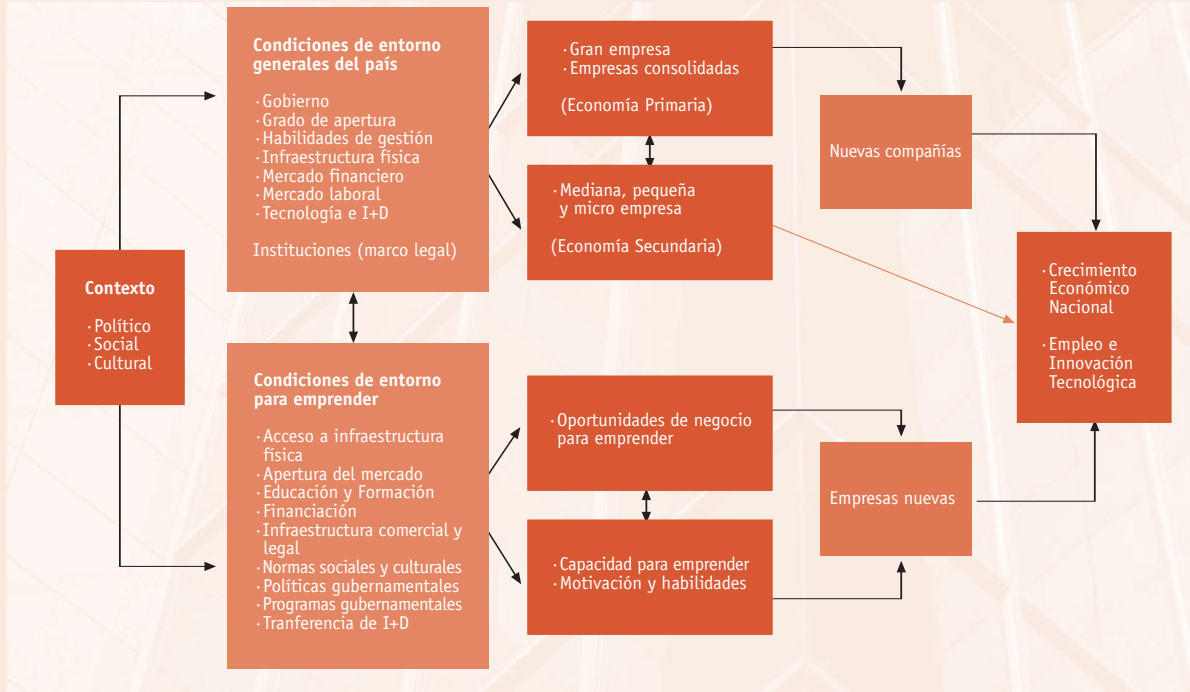 Contexto
· Político
· Social
· Cultural
Condiciones de entorno
generales del país
· Gobierno
· Grado de apertura
· Habilidades de gestión
· Infraestructura física
· Mercado financiero
· Mercado laboral
· Tecnología e I+D
Instituciones (marco legal)
Condiciones de entorno
para emprender
· Acceso a infraestructura
física
· Apertura del mercado
· Educación y Formación
· Financiación
· Infraestructura comercial y
legal
· Normas sociales y culturales
· Políticas gubernamentales
· Programas gubernamentales
· Tranferencia de I+D
· Gran empresa
· Empresas consolidadas
(Economía Primaria)
· Mediana, pequeña
y micro empresa
(Economía Secundaria)
· Oportunidades de negocio
para emprender
· Capacidad para emprender
· Motivación y habilidades
Nuevas compañías
Empresas nuevas
· Crecimiento
Económico
Nacional
· Empleo e
Innovación
Tecnológica